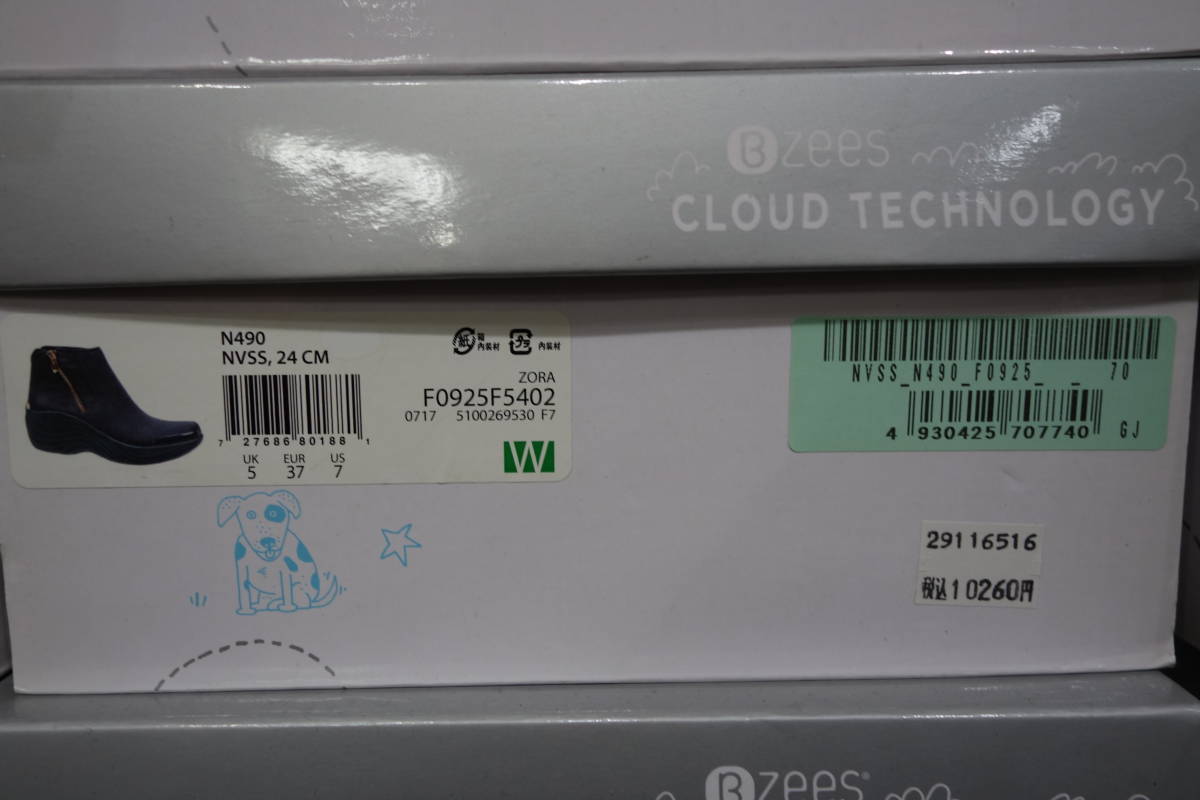 Bzees
CLOUD TECHNOLOGY
N490
NVSS, 24 CM
7 27686 80188 1
UK EUR US
5 37 7
紙 箱 内装材 プラ 内装材
ZORA
F0925F5402
0717 5100269530 F7
W
NVSS_N490_F0925_ _ 70
4 930425 707740 GJ
29116516
税込10260円
Bzees